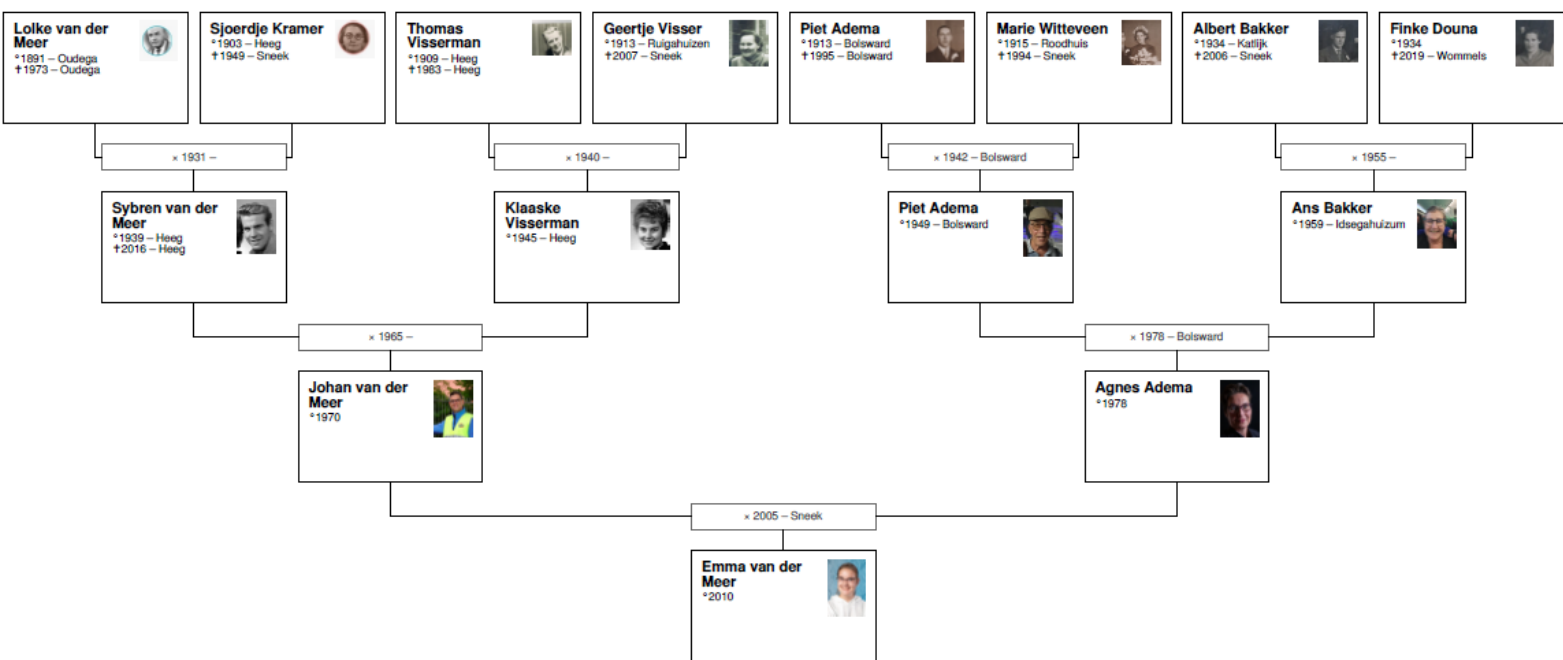 Lolke van der
Meer
°1891 – Oudega
✝1973 – Oudega
Sjoerdje Kramer
°1903 – Heeg
✝1949 – Sneek
Thomas
Visserman
°1909 – Heeg
✝1983 – Heeg
Geertje Visser
°1913 – Ruigahuizen
✝2007 – Sneek
Piet Adema
°1913 – Bolsward
✝1995 – Bolsward
Marie Witteveen
°1915 – Roodhuis
✝1994 – Sneek
Albert Bakker
°1934 – Katlijk
✝2006 – Sneek
Finke Douna
°1934
✝2019 – Wommels
× 1931 –
× 1940 –
× 1942 – Bolsward
× 1955 –
Sybren van der
Meer
°1939 – Heeg
✝2016 – Heeg
Klaaske
Visserman
°1945 – Heeg
Piet Adema
°1949 – Bolsward
Ans Bakker
°1959 – Idsegahuizum
× 1965 –
× 1978 – Bolsward
Johan van der
Meer
°1970
Agnes Adema
°1978
× 2005 – Sneek
Emma van der
Meer
°2010